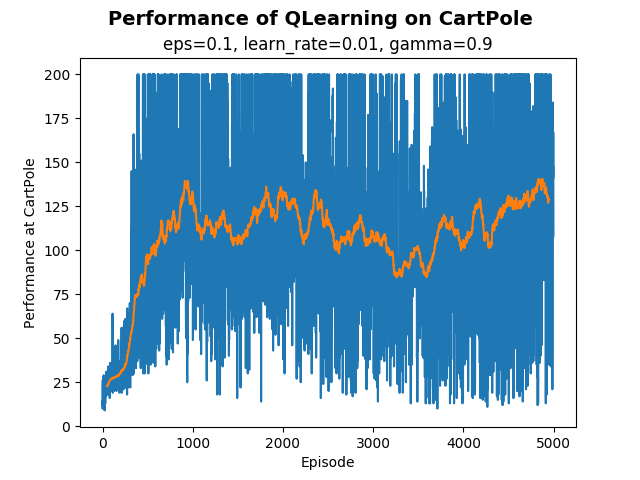 Performance of QLearning on CartPole
eps=0.1, learn_rate=0.01, gamma=0.9
Performance at CartPole
200
175
150
125
100
75
50
25
0
0 1000 2000 3000 4000 5000
Episode